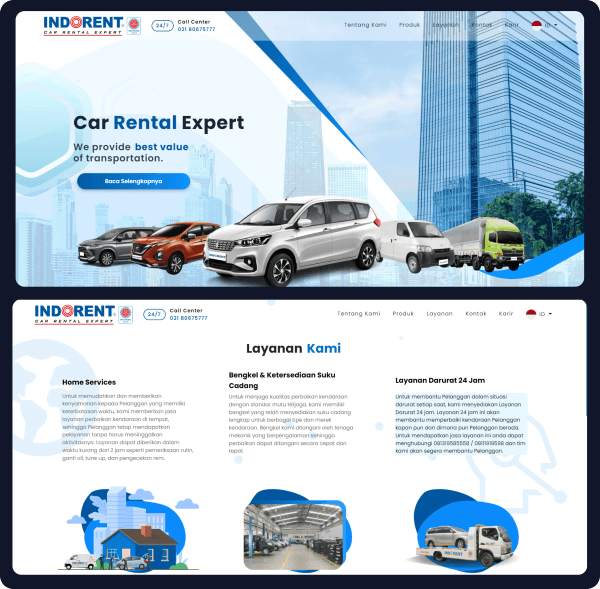 INDORENT
CAR RENTAL EXPERT
24/7
Call Center
021 80675777
Tentang Kami
Produk
Layanan
Kontak
Karir
ID
Car Rental Expert
We provide best value
of transportation.
Baca Selengkapnya
INDORENT
CAR RENTAL EXPERT
24/7
Call Center
021 80675777
Tentang Kami
Produk
Layanan
Kontak
Karir
ID
Layanan Kami
Home Services
Untuk memudahkan dan memberikan
kenyamanan kepada Pelanggan yang memiliki
keterbatasan waktu, kami memberikan jasa
layanan perbaikan kendaraan di tempat,
sehingga Pelanggan tetap mendapatkan
pelayanan tanpa harus meninggalkan
aktivitasnya. Layanan dapat diberikan dalam
waktu kurang dari 2 jam seperti pemeriksaan rutin,
ganti oli, tune up, dan pengecekan rem.
Bengkel & Ketersediaan Suku
Cadang
Untuk menjaga kualitas perbaikan kendaraan
dengan standar mutu terjaga, kami memiliki
bengkel yang telah menyediakan suku cadang
lengkap untuk berbagai tipe dan merek
kendaraan. Bengkel kami ditangani oleh tenaga
mekanik yang berpengalaman sehingga
perbaikan dapat ditangani secara cepat dan
tepat.
Layanan Darurat 24 Jam
Untuk membantu Pelanggan dalam situasi
darurat setiap saat, kami menyediakan Layanan
Darurat 24 jam. Layanan 24 jam ini akan
membantu memperbaiki kendaraan Pelanggan
kapan pun dan dimana pun Pelanggan berada.
Untuk mendapatkan jasa layanan ini anda dapat
menghubungi 081319585558 / 08111919598 dan tim
kami akan segera membantu Pelanggan.
INDORENT